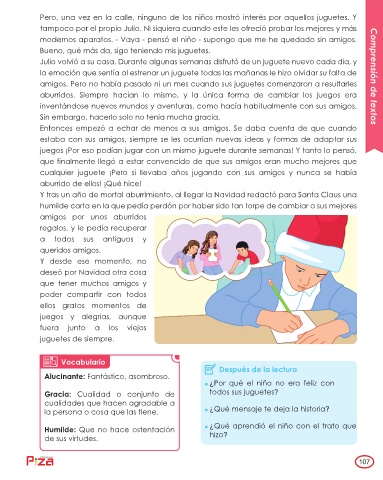 Pero, una vez en la calle, ninguno de los niños mostró interés por aquellos juguetes. Y
tampoco por el propio Julio. Ni siquiera cuando este les ofreció probar los mejores y más
modernos aparatos. - Vaya - pensó el niño - supongo que me he quedado sin amigos.
Bueno, qué más da, sigo teniendo mis juguetes.
Julio volvió a su casa. Durante algunas semanas disfrutó de un juguete nuevo cada día, y
la emoción que sentía al estrenar un juguete todas las mañanas le hizo olvidar su falta de
amigos. Pero no había pasado ni un mes cuando sus juguetes comenzaron a resultarles
aburridos. Siempre hacían lo mismo, y la única forma de cambiar los juegos era
inventándose nuevos mundos y aventuras, como hacía habitualmente con sus amigos.
Sin embargo, hacerlo solo no tenía mucha gracia.
Entonces empezó a echar de menos a sus amigos. Se daba cuenta de que cuando
estaba con sus amigos, siempre se les ocurrían nuevas ideas y formas de adaptar sus
juegos ¡Por eso podían jugar con un mismo juguete durante semanas! Y tanto lo pensó,
que finalmente llegó a estar convencido de que sus amigos eran mucho mejores que
cualquier juguete ¡Pero si llevaba años jugando con sus amigos y nunca se había
aburrido de ellos! ¡Qué hice!
Y tras un año de mortal aburrimiento, al llegar la Navidad redactó para Santa Claus una
humilde carta en la que pedía perdón por haber sido tan torpe de cambiar a sus mejores
amigos por unos aburridos
regalos, y le pedía recuperar
a todos sus antiguos y
queridos amigos.
Y desde ese momento, no
deseó por Navidad otra cosa
que tener muchos amigos y
poder compartir con todos
ellos gratos momentos de
juegos y alegrías, aunque
fuera junto a los viejos
juguetes de siempre.
Comprensión de textos
Vocabulario
Alucinante: Fantástico, asombroso.
Gracia: Cualidad o conjunto de
cualidades que hacen agradable a
la persona o cosa que las tiene.
Humilde: Que no hace ostentación
de sus virtudes.
Después de la lectura
• ¿Por qué el niño no era feliz con
todos sus juguetes?
• ¿Qué mensaje te deja la historia?
• ¿Qué aprendió el niño con el trato que
hizo?
107